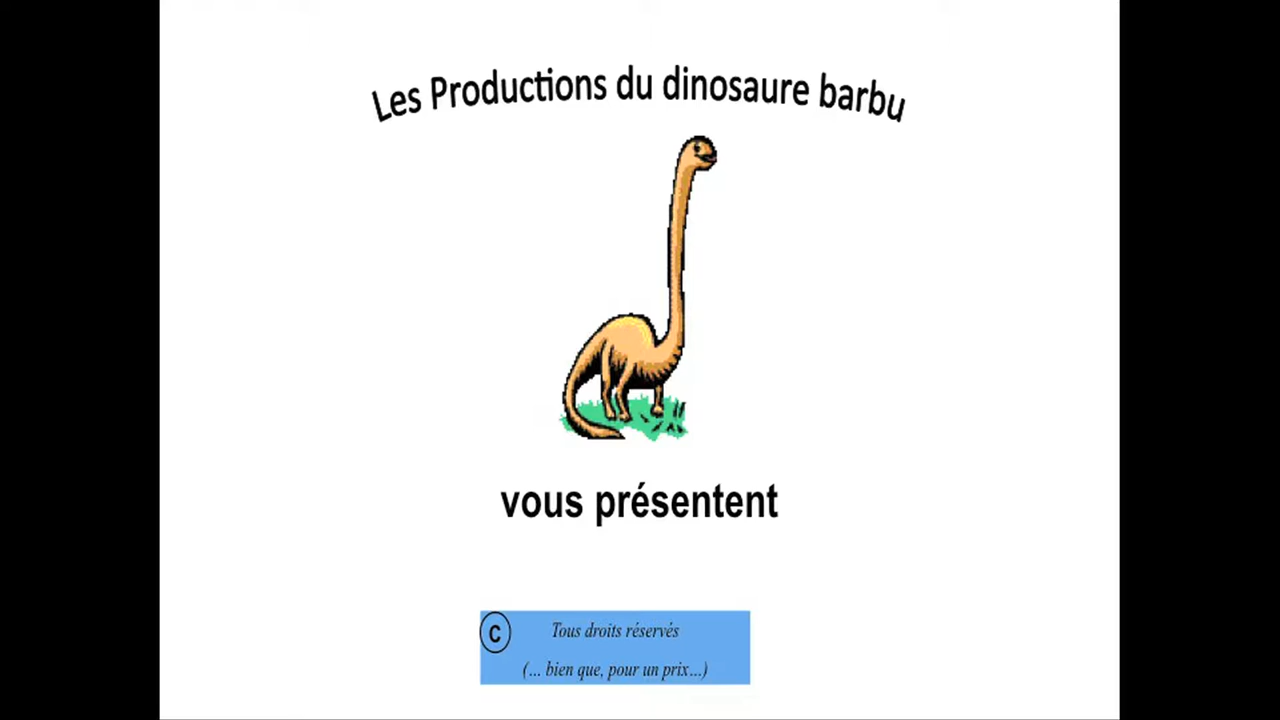 Les Productions du dinosaure barbu
vous présentent
C
Tous droits réservés
(... bien que, pour un prix...)